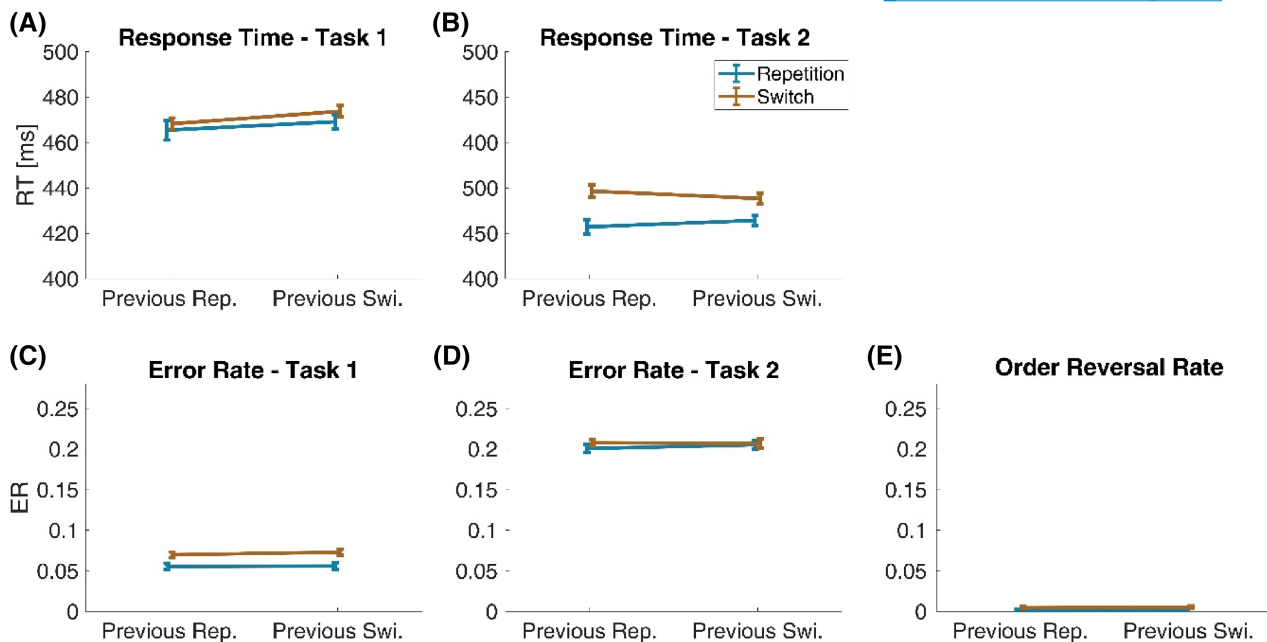 (A)
Response Time - Task 1
500
480
460
440
420
400
RT [ms]
Previous Rep. Previous Swi.
(B)
Response Time - Task 2
500
450
400
500
450
400
Repetition
Switch
Previous Rep. Previous Swi.
(C)
Error Rate - Task 1
0.25
0.2
0.15
0.1
0.05
0
ER
Previous Rep. Previous Swi.
(D)
Error Rate - Task 2
0.25
0.2
0.15
0.1
0.05
0
Previous Rep. Previous Swi.
(E)
Order Reversal Rate
0.25
0.2
0.15
0.1
0.05
0
Previous Rep. Previous Swi.